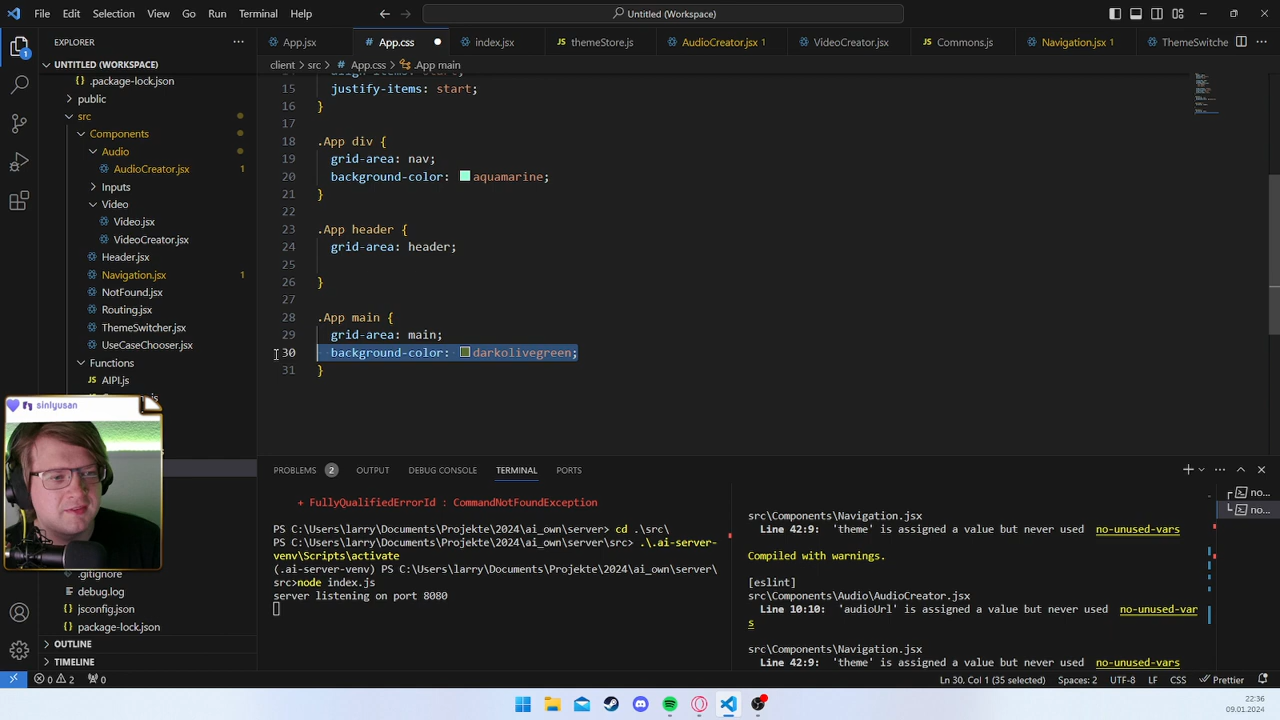 File Edit Selection View Go Run Terminal Help
Untitled (Workspace)
EXPLORER
App.jsx App.css index.jsx themeStore.js AudioCreator.jsx 1 VideoCreator.jsx Commons.js Navigation.jsx 1 ThemeSwitche
UNTITLED (WORKSPACE)
client > src > App.css > .App main
.package-lock.json
public
src
Components
Audio
AudioCreator.jsx 1
Inputs
Video
Video.jsx
VideoCreator.jsx
Header.jsx
Navigation.jsx 1
NotFound.jsx
Routing.jsx
ThemeSwitcher.jsx
UseCaseChooser.jsx
Functions
AIPI.js
sinlyusan
.gitignore
debug.log
jsconfig.json
package-lock.json
OUTLINE
TIMELINE
15 justify-items: start;
16 }
17
18 .App div {
19 grid-area: nav;
20 background-color: aquamarine;
21 }
22
23 .App header {
24 grid-area: header;
25
26 }
27
28 .App main {
29 grid-area: main;
30 background-color: darkolivegreen;
31 }
PROBLEMS 2 OUTPUT DEBUG CONSOLE TERMINAL PORTS
+ FullyQualifiedErrorId : CommandNotFoundException
PS C:\Users\larry\Documents\Projekte\2024\ai_own\server> cd .\src\
PS C:\Users\larry\Documents\Projekte\2024\ai_own\server\src> .\.ai-server-
venv\Scripts\activate
(.ai-server-venv) PS C:\Users\larry\Documents\Projekte\2024\ai_own\server\
src>node index.js
server listening on port 8080
src\Components\Navigation.jsx
Line 42:9: 'theme' is assigned a value but never used no-unused-vars
Compiled with warnings.
[eslint]
src\Components\Audio\AudioCreator.jsx
Line 10:10: 'audioUrl' is assigned a value but never used no-unused-var
s
src\Components\Navigation.jsx
Line 42:9: 'theme' is assigned a value but never used no-unused-vars
no...
no...
0 2 0
Ln 30, Col 1 (35 selected) Spaces: 2 UTF-8 LF CSS Prettier
22:36
09.01.2024